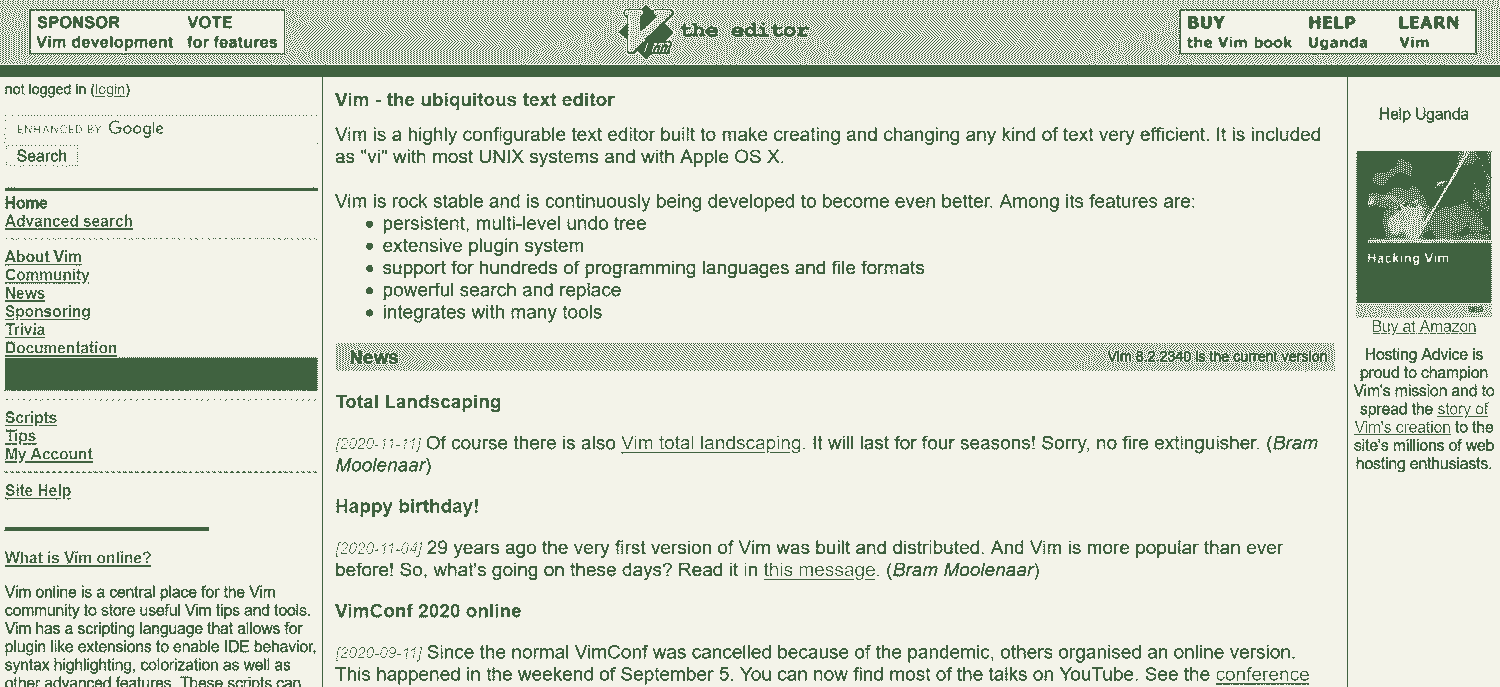 SPONSOR
Vim development
VOTE
for features
Vim
the editor
BUY
the Vim book
HELP
Uganda
LEARN
Vim
not logged in (login)
ENHANCED BY Google
Search
Home
Advanced search
About Vim
Community
News
Sponsoring
Trivia
Documentation
Scripts
Tips
My Account
Site Help
What is Vim online?
Vim online is a central place for the Vim
community to store useful Vim tips and tools.
Vim has a scripting language that allows for
plugin like extensions to enable IDE behavior,
syntax highlighting, colorization as well as
other advanced features. These scripts can
Vim - the ubiquitous text editor
Vim is a highly configurable text editor built to make creating and changing any kind of text very efficient. It is included
as "vi" with most UNIX systems and with Apple OS X.
Vim is rock stable and is continuously being developed to become even better. Among its features are:
• persistent, multi-level undo tree
• extensive plugin system
• support for hundreds of programming languages and file formats
• powerful search and replace
• integrates with many tools
News
Vim 8.2.2340 is the current version
Total Landscaping
[2020-11-11] Of course there is also Vim total landscaping. It will last for four seasons! Sorry, no fire extinguisher. (Bram
Moolenaar)
Happy birthday!
[2020-11-04] 29 years ago the very first version of Vim was built and distributed. And Vim is more popular than ever
before! So, what's going on these days? Read it in this message. (Bram Moolenaar)
VimConf 2020 online
[2020-09-11] Since the normal VimConf was cancelled because of the pandemic, others organised an online version.
This happened in the weekend of September 5. You can now find most of the talks on YouTube. See the conference
Help Uganda
Hacking Vim
Buy at Amazon
Hosting Advice is
proud to champion
Vim's mission and to
spread the story of
Vim's creation to the
site's millions of web
hosting enthusiasts.